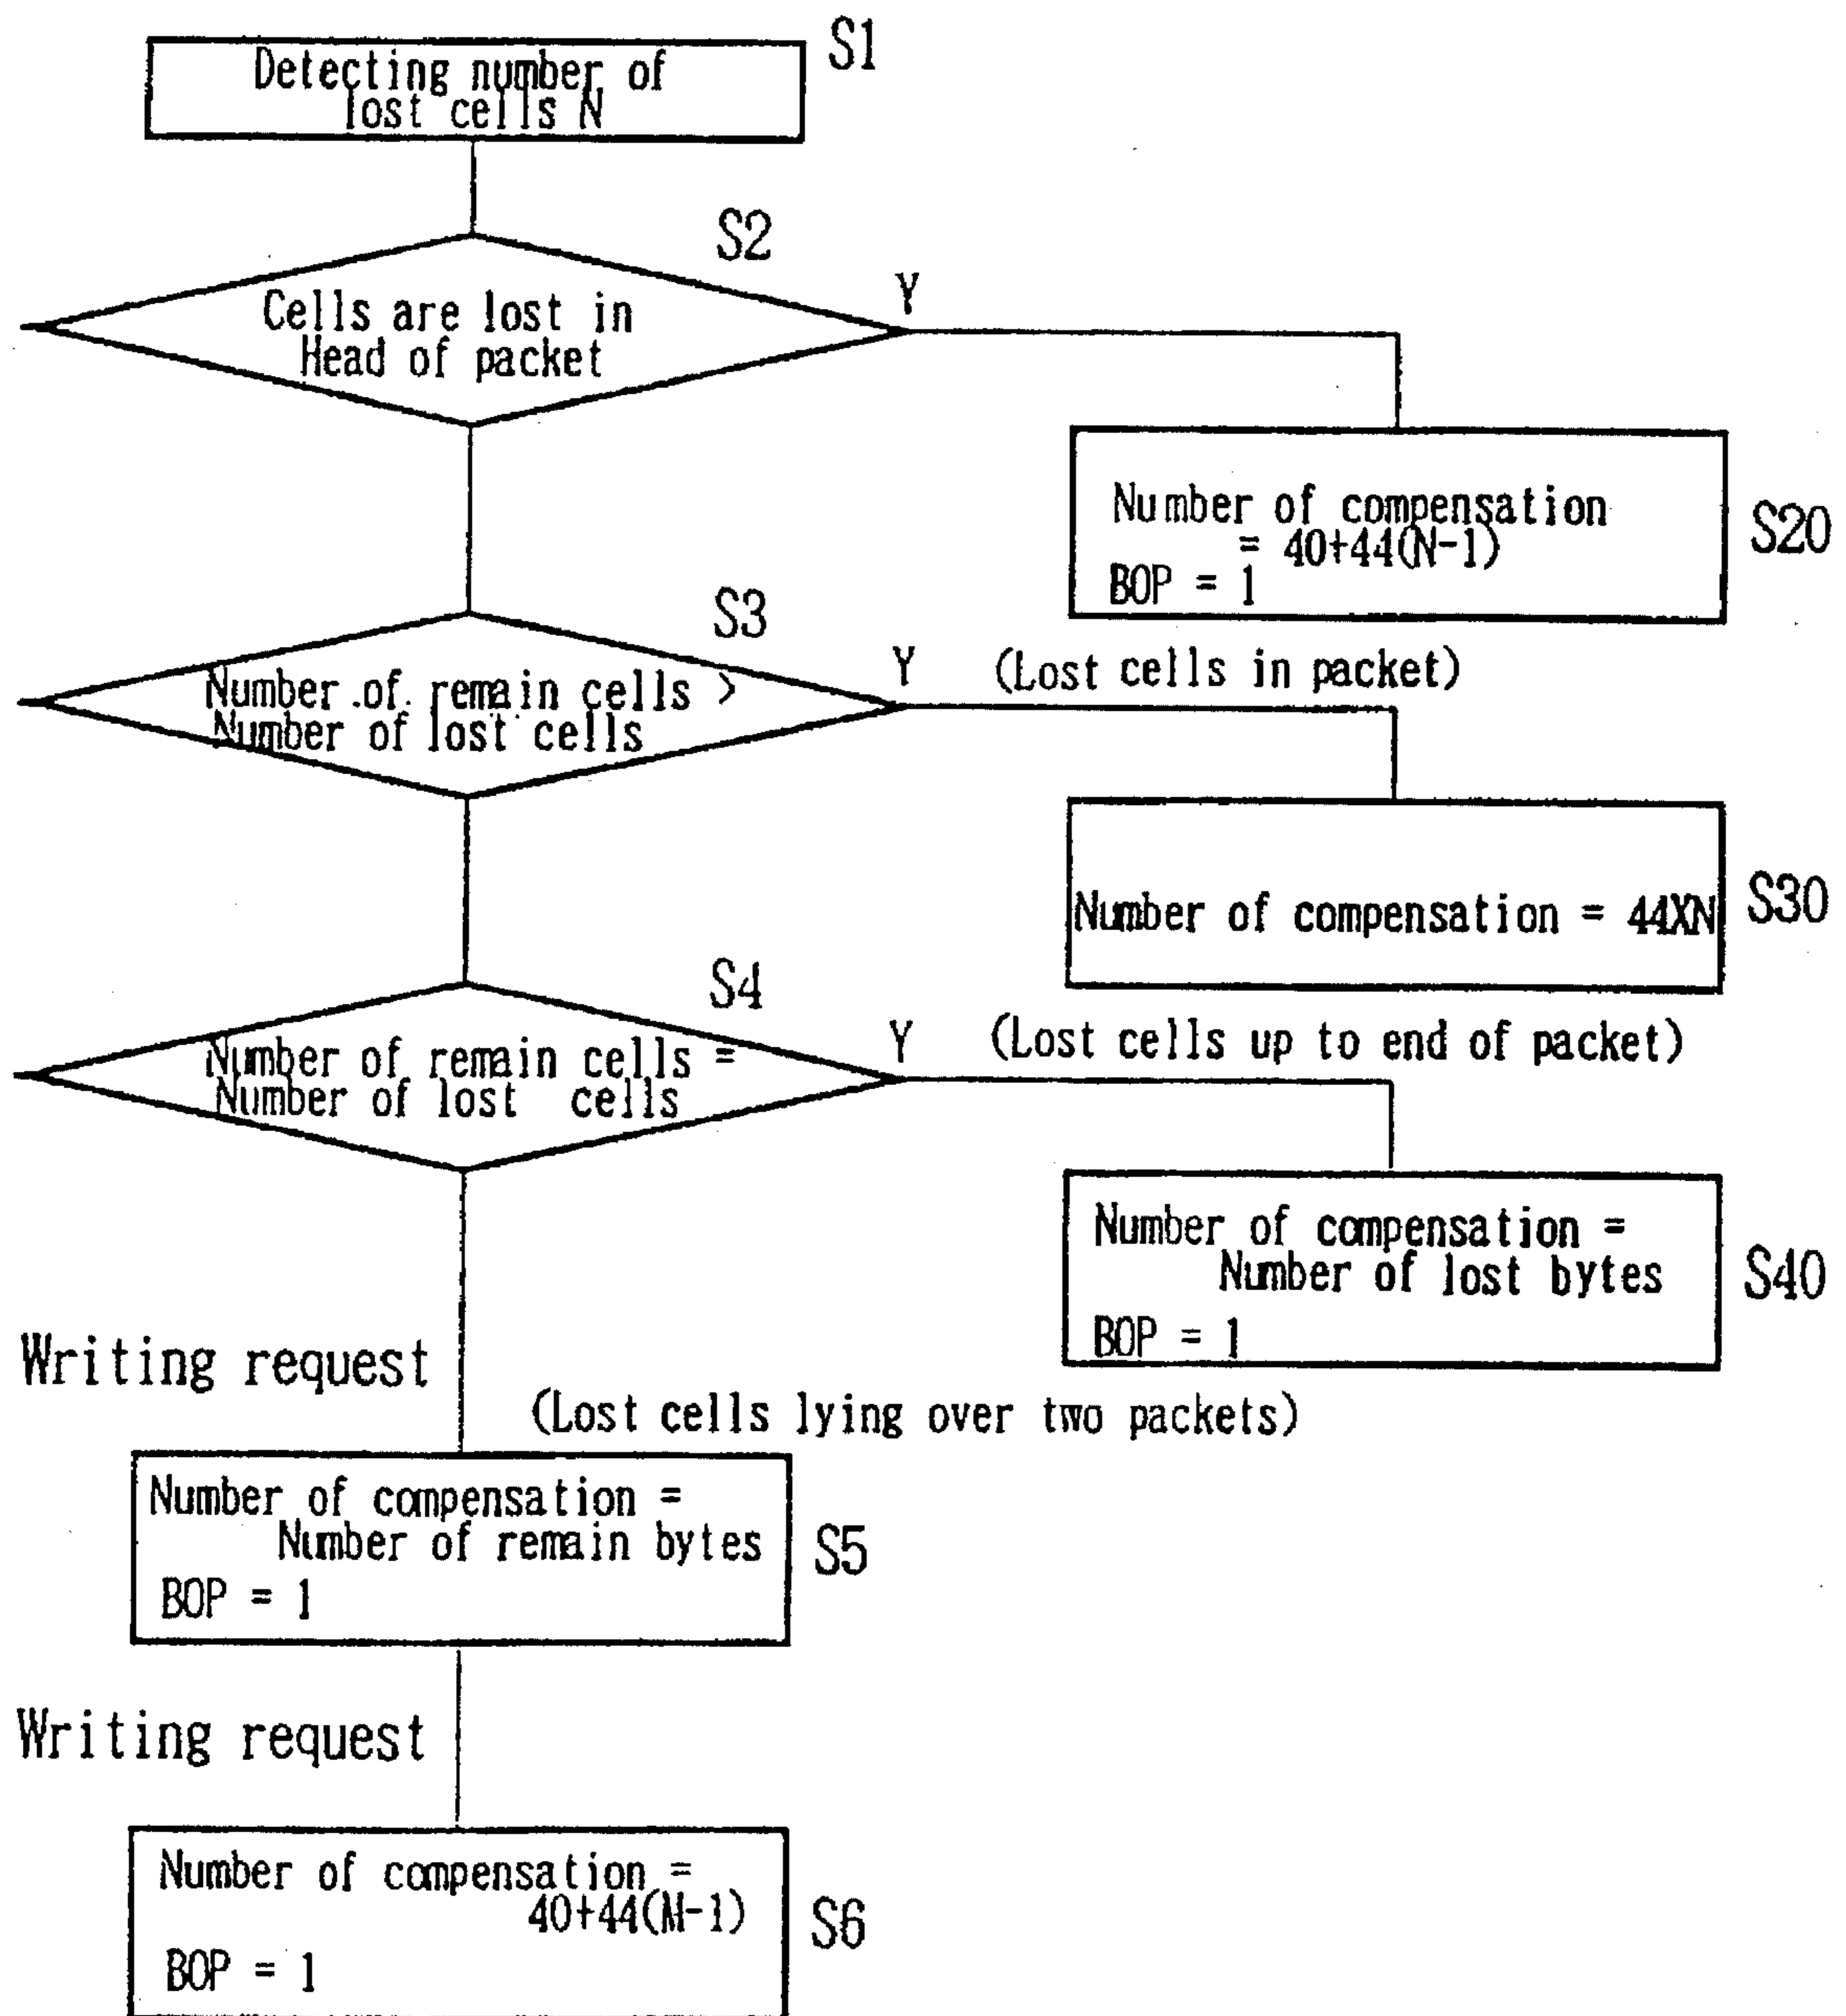 S1
Detecting number of
lost cells N
S2
Cells are lost in
Head of packet
Y
Number of compensation
= 40+44(N-1)
BOP = 1
S20
S3
Number of remain cells >
Number of lost cells
Y (Lost cells in packet)
Number of compensation = 44XN
S30
S4
Number of remain cells =
Number of lost cells
Y (Lost cells up to end of packet)
Number of compensation =
Number of lost bytes
BOP = 1
S40
Writing request
(Lost cells lying over two packets)
Number of compensation =
Number of remain bytes
BOP = 1
S5
Writing request
Number of compensation =
40+44(M-1)
BOP = 1
S6